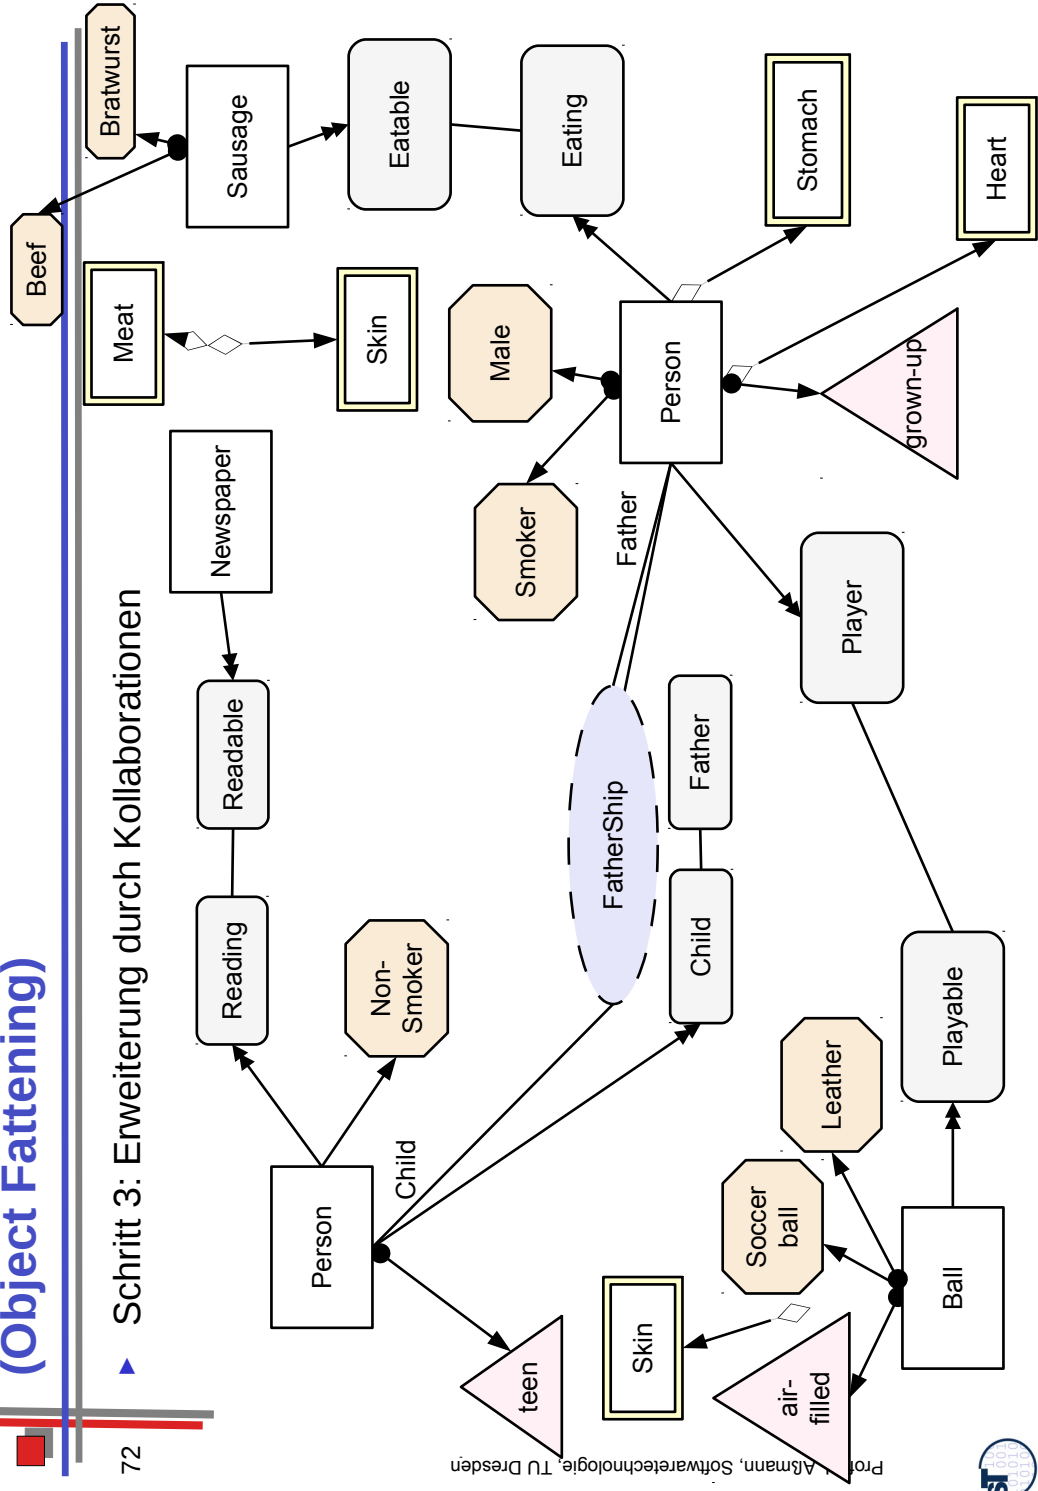 (Object Fattening)
Schritt 3: Erweiterung durch Kollaborationen
72
Beef
Bratwurst
Meat
Sausage
Newspaper
Skin
Eatable
Readable
Reading
Eating
Male
Smoker
Non-
Smoker
Person
Father
Person
Child
FatherShip
Child
Father
Stomach
Heart
grown-up
Player
Playable
Leather
Soccer
ball
Ball
Skin
teen
air-
filled
Aßmann, Softwaretechnologie, TU Dresden
ST